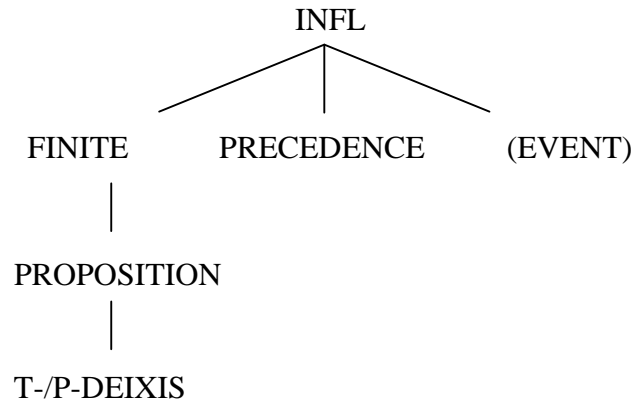 INFL
FINITE PRECEDENCE (EVENT)
PROPOSITION
T-/P-DEIXIS